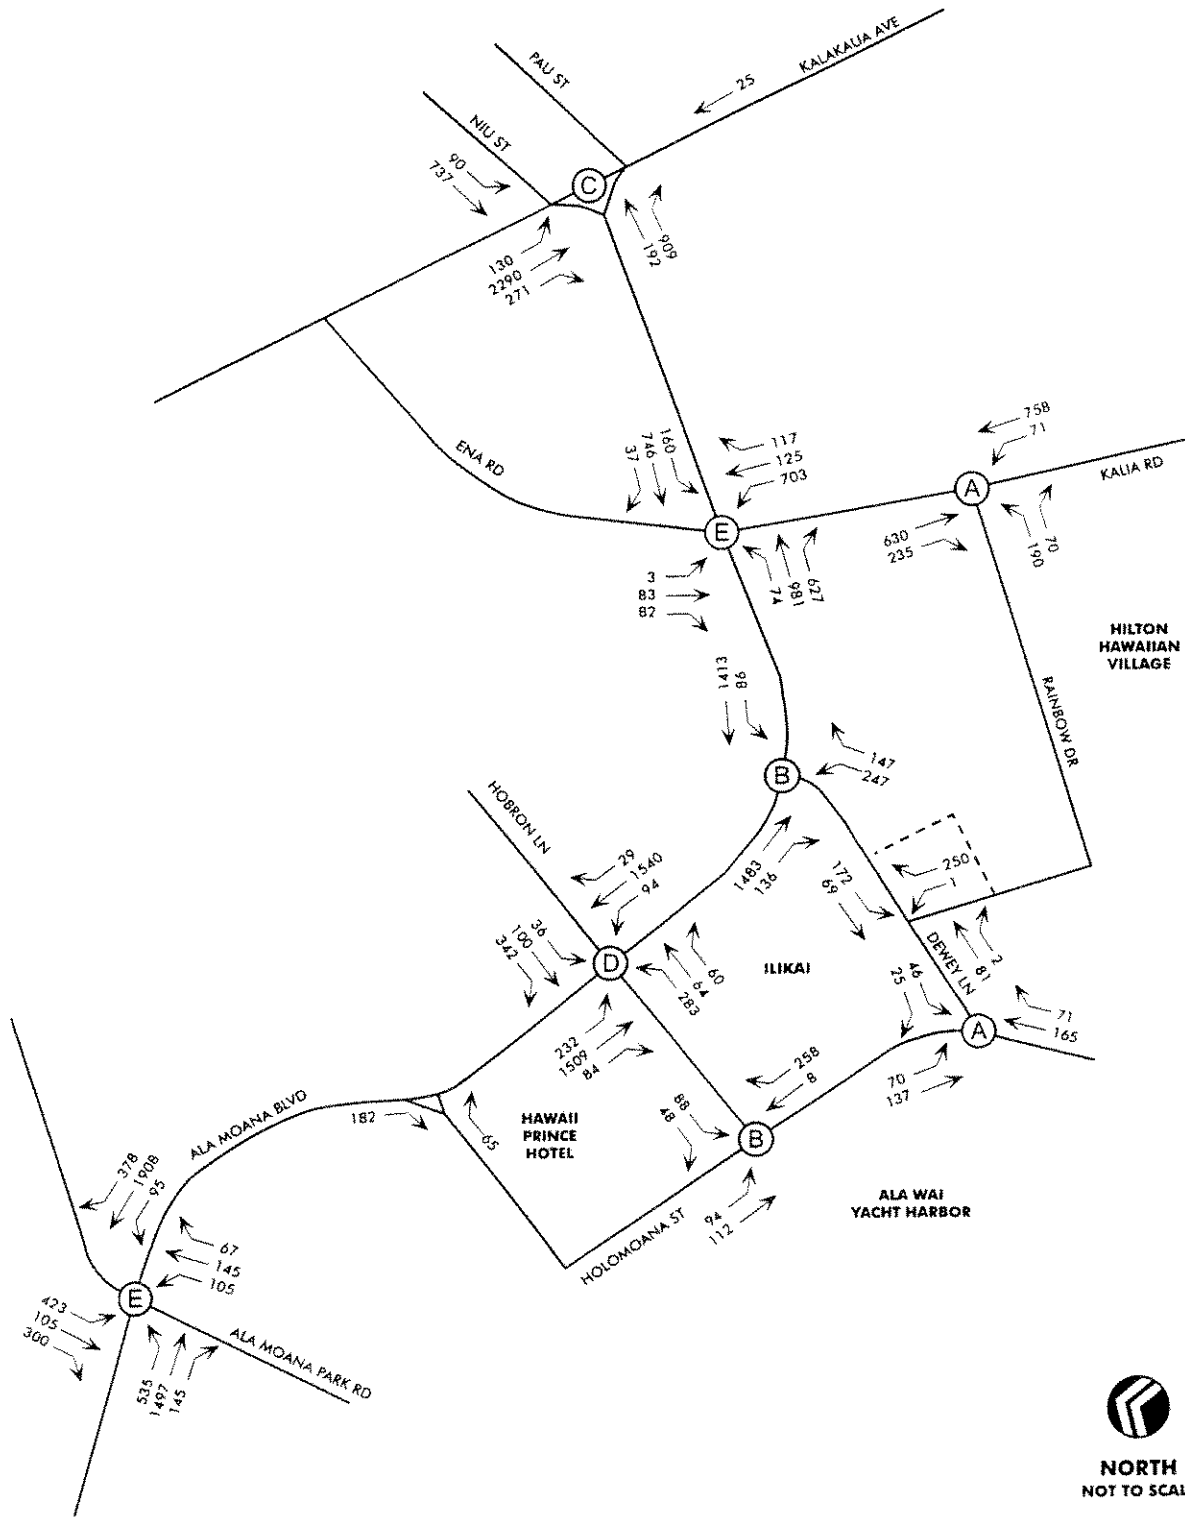 KALAKAUA AVE
PAU ST
25
NIU ST
90
737
C
130
2290
271
192
909
ENA RD
37
746
160
117
125
703
758
71
KALIA RD
A
E
630
235
190
70
3
83
82
74
981
627
HILTON
HAWAIIAN
VILLAGE
1413
86
RAINBOW DR
B
147
247
HOBRON LN
29
1540
94
1483
136
172
69
250
1
36
100
342
D
60
64
283
ILIKAI
DEWEY LN
81
2
46
25
71
165
A
232
1509
84
258
8
70
137
ALA MOANA BLVD
182
65
HAWAII
PRINCE
HOTEL
88
48
B
378
1908
95
94
112
ALA WAI
YACHT HARBOR
HOLOMOANA ST
67
145
105
E
423
105
300
ALA MOANA PARK RD
535
1497
145
NORTH
NOT TO SCAL